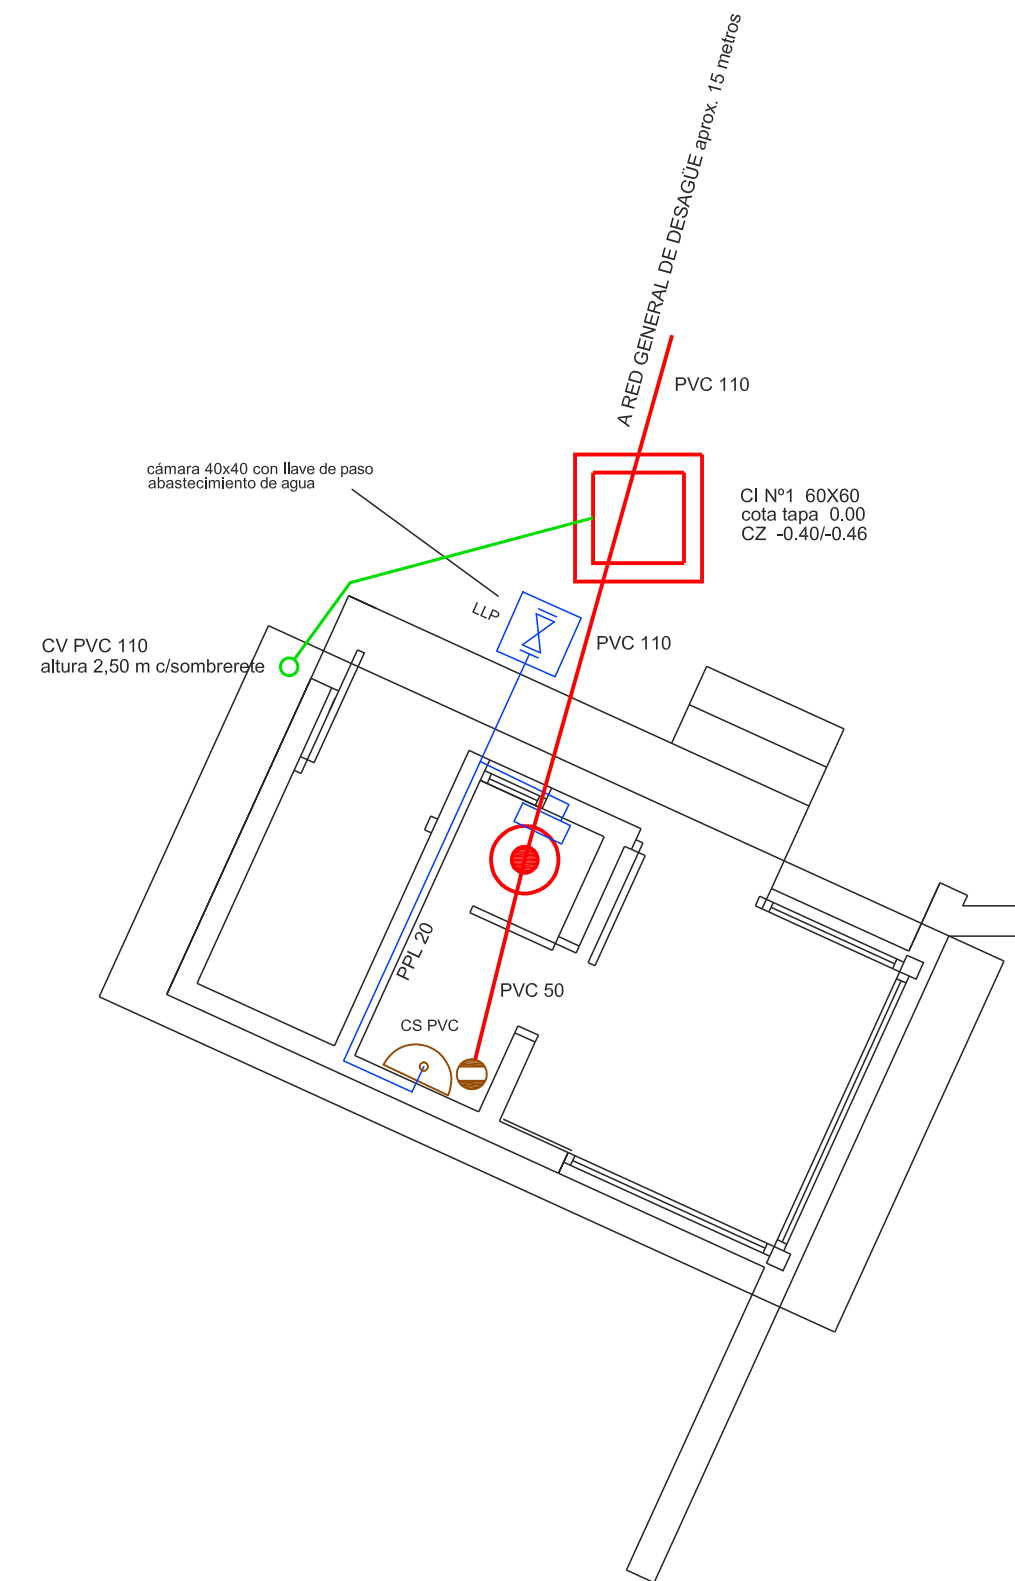 A RED GENERAL DE DESAGÜE aprox. 15 metros
PVC 110
cámara 40x40 con llave de paso
abastecimiento de agua
CI Nº1 60X60
cota tapa 0.00
CZ -0.40/-0.46
LLP
PVC 110
CV PVC 110
altura 2,50 m c/sombrerete
PPL 20
PVC 50
CS PVC